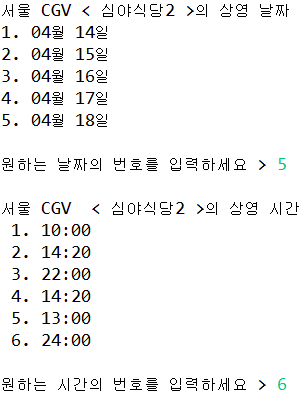 서울 CGV < 심야식당2 >의 상영 날짜
1. 04월 14일
2. 04월 15일
3. 04월 16일
4. 04월 17일
5. 04월 18일
원하는 날짜의 번호를 입력하세요 > 5
서울 CGV  < 심야식당2 >의 상영 시간
1. 10:00
2. 14:20
3. 22:00
4. 14:20
5. 13:00
6. 24:00
원하는 시간의 번호를 입력하세요 > 6